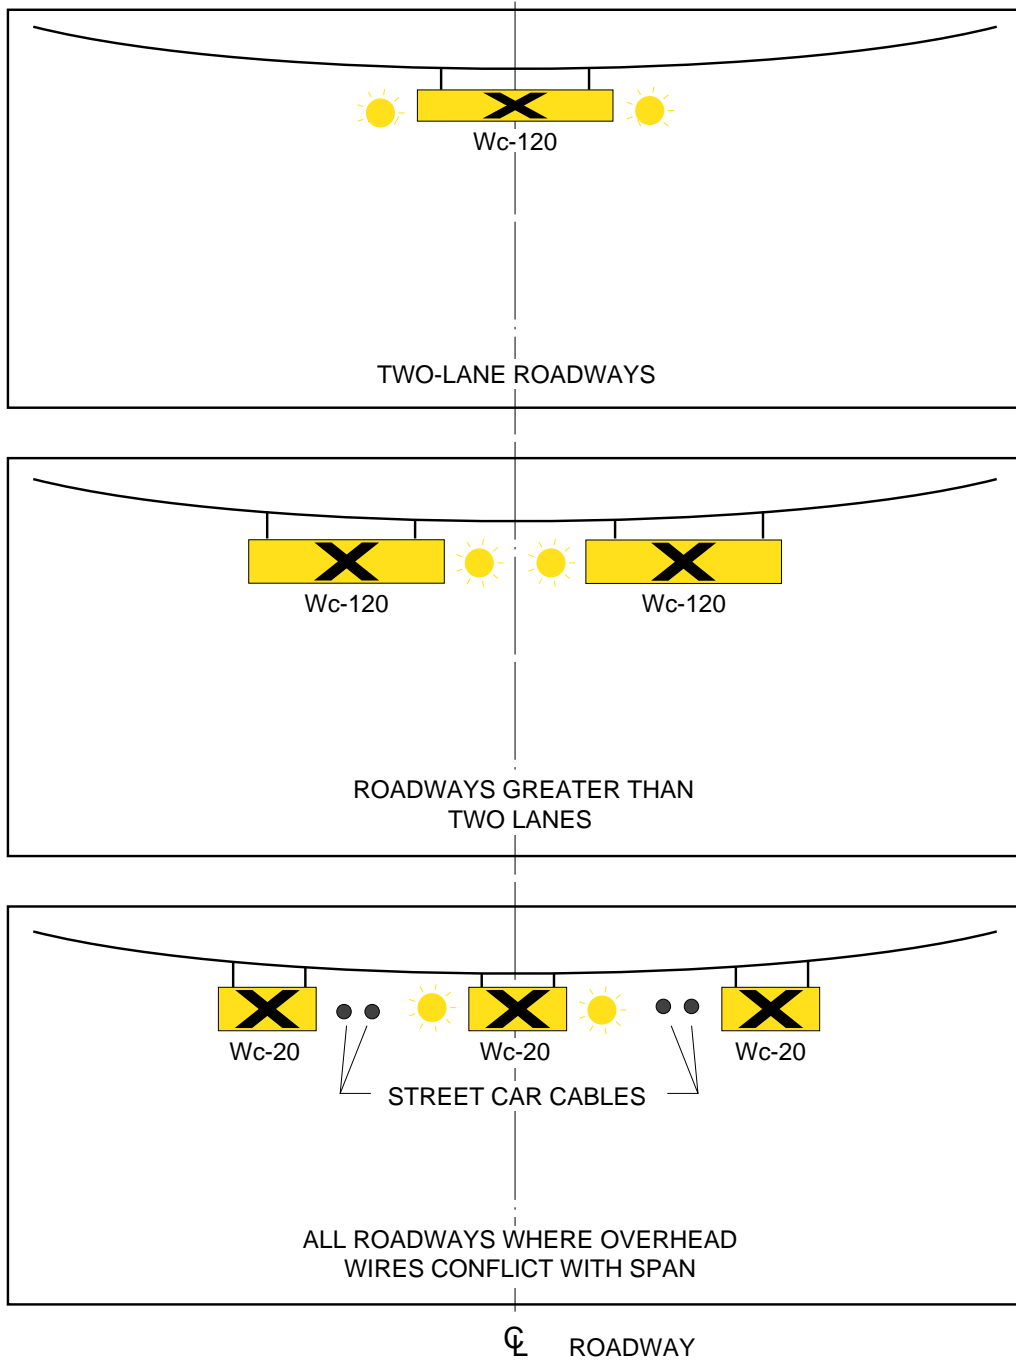 Wc-120
TWO-LANE ROADWAYS
Wc-120 Wc-120
ROADWAYS GREATER THAN
TWO LANES
Wc-20 Wc-20 Wc-20
STREET CAR CABLES
ALL ROADWAYS WHERE OVERHEAD
WIRES CONFLICT WITH SPAN
℄ ROADWAY